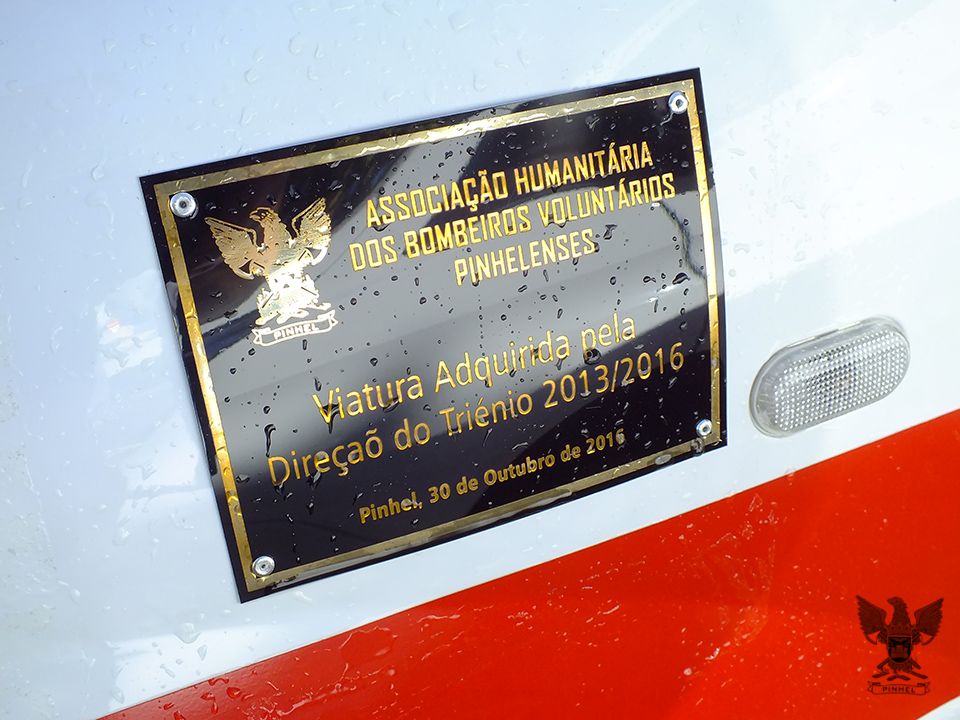 ASSOCIAÇÃO HUMANITÁRIA
DOS BOMBEIROS VOLUNTÁRIOS
PINHELENSES
PINHEL
Viatura Adquirida pela
Direçaõ do Triénio 2013/2016
Pinhel, 30 de Outubro de 2016
PINHEL